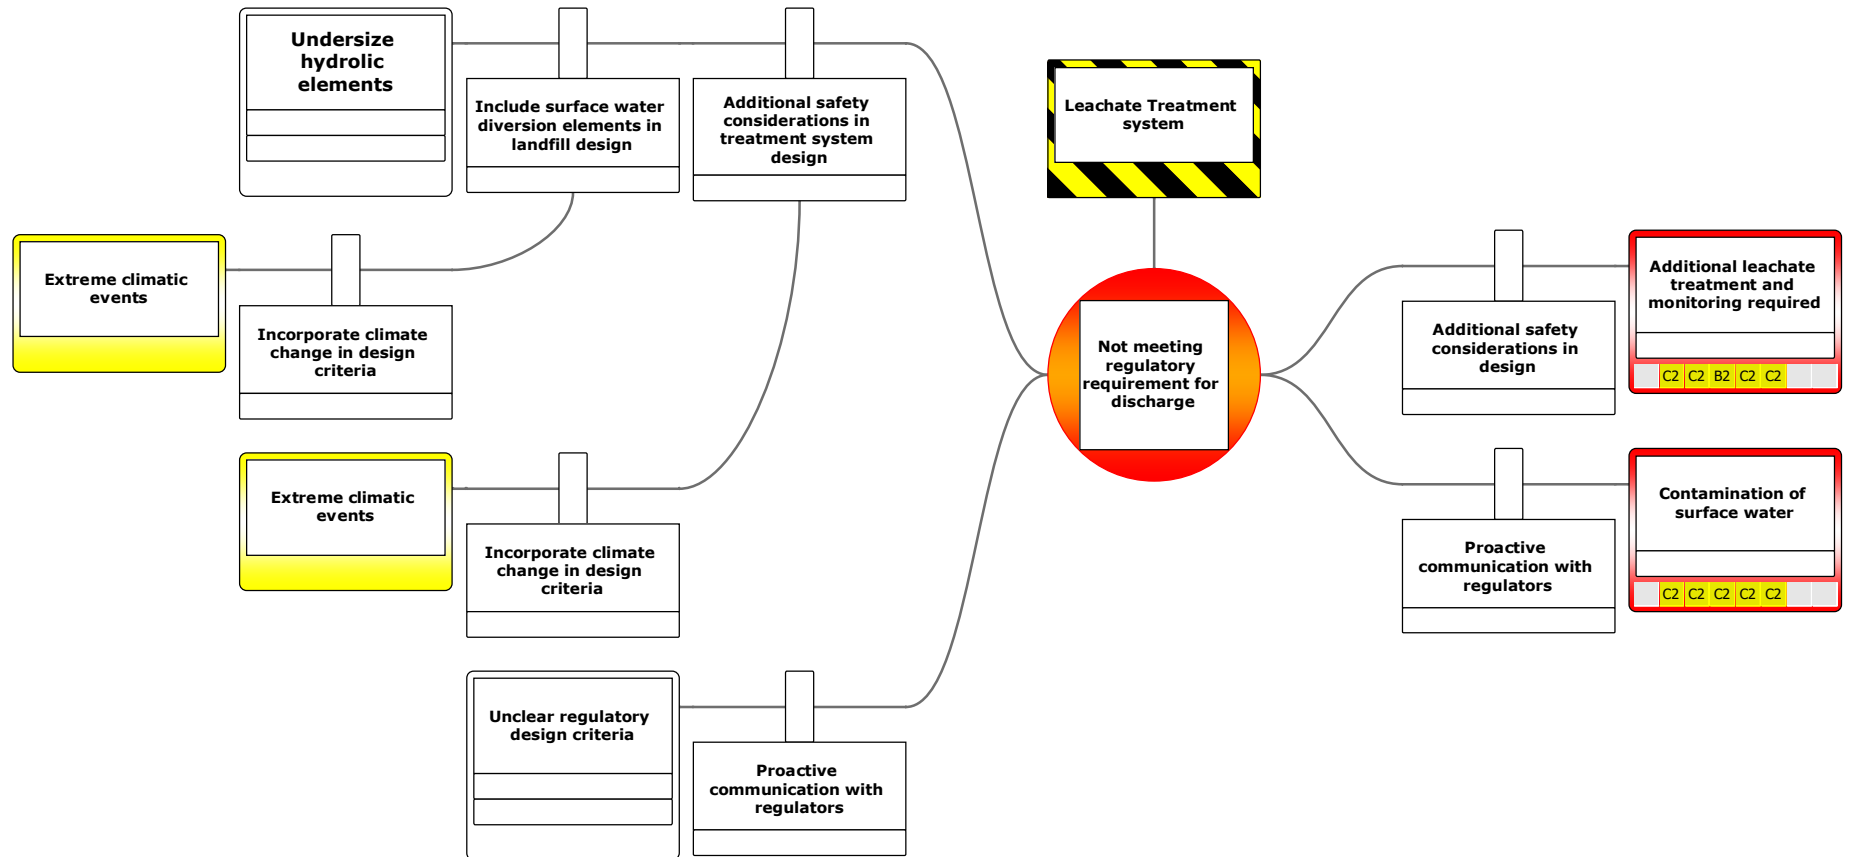 Undersize
hydrolic
elements
Include surface water
diversion elements in
landfill design
Additional safety
considerations in
treatment system
design
Leachate Treatment
system
Extreme climatic
events
Incorporate climate
change in design
criteria
Extreme climatic
events
Incorporate climate
change in design
criteria
Unclear regulatory
design criteria
Proactive
communication with
regulators
Not meeting
regulatory
requirement for
discharge
Additional safety
considerations in
design
Additional leachate
treatment and
monitoring required
C2 C2 B2 C2 C2
Proactive
communication with
regulators
Contamination of
surface water
C2 C2 C2 C2 C2